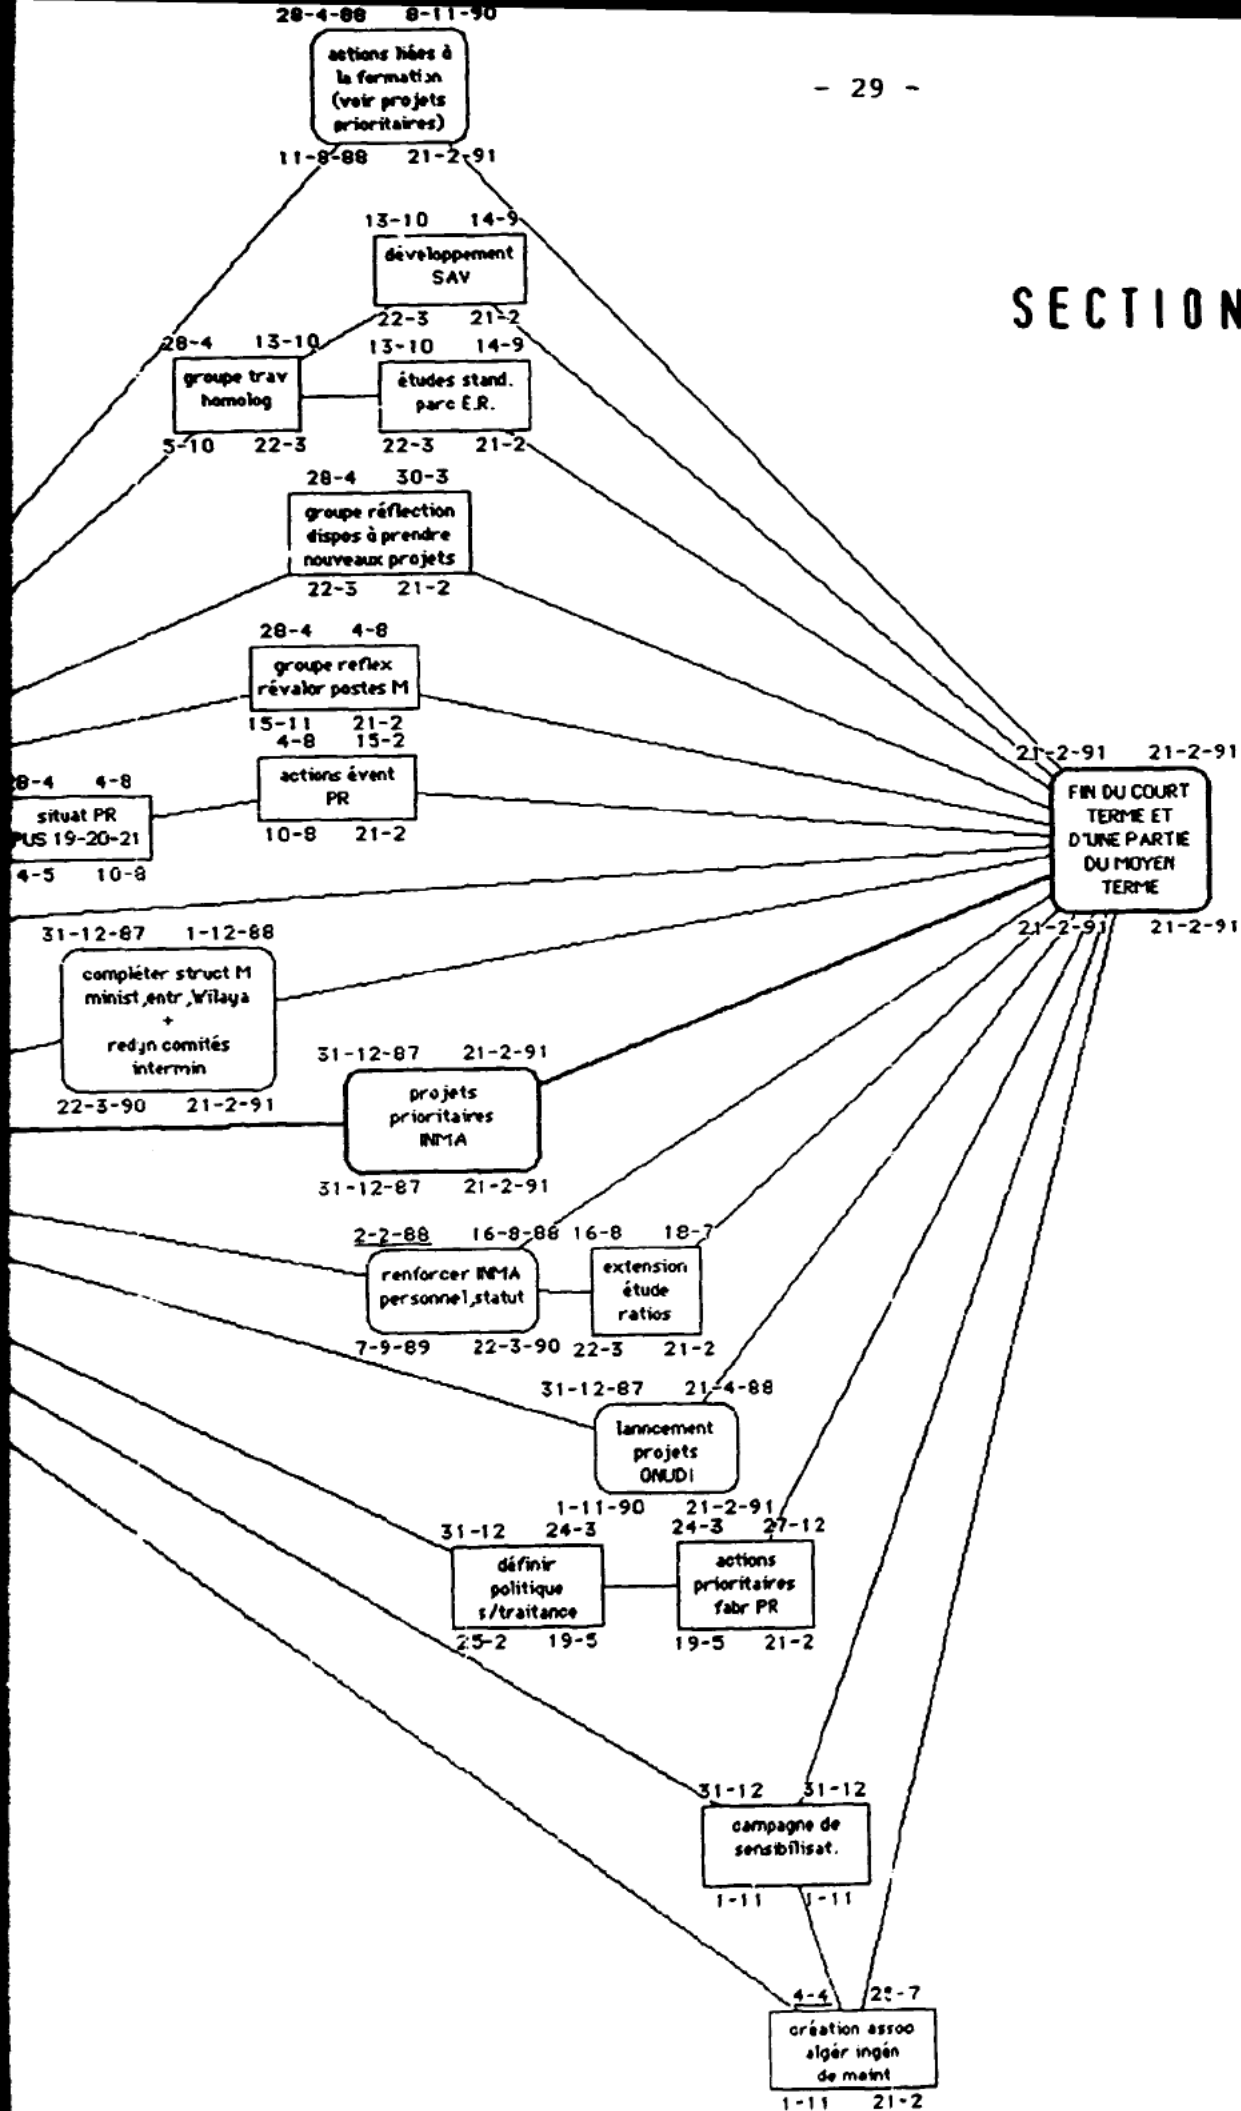 28-4-88 8-11-90
actions liées à
la formation
(voir projets
prioritaires)
11-8-88 21-2-91
- 29 -
SECTION
13-10 14-9
développement
SAV
22-3 21-2
28-4 13-10
groupe trav
homolog
5-10 22-3
13-10 14-9
études stand.
parc E.R.
22-3 21-2
28-4 30-3
groupe réflection
dispos à prendre
nouveaux projets
22-3 21-2
28-4 4-8
groupe reflex
révalor postes M
15-11 21-2
4-8 15-2
actions évent
PR
10-8 21-2
8-4 4-8
situat PR
PUS 19-20-21
4-5 10-8
21-2-91 21-2-91
FIN DU COURT
TERME ET
D'UNE PARTIE
DU MOYEN
TERME
21-2-91 21-2-91
31-12-87 1-12-88
compléter struct M
minist,entr,Wilaya
+
redyn comités
intermin
22-3-90 21-2-91
31-12-87 21-2-91
projets
prioritaires
INMA
31-12-87 21-2-91
2-2-88 16-8-88
renforcer INMA
personnel,statut
7-9-89 22-3-90
16-8 18-7
extension
étude
ratios
22-3 21-2
31-12-87 21-4-88
lanncement
projets
ONUDI
1-11-90 21-2-91
31-12 24-3
définir
politique
s/traitance
25-2 19-5
24-3 27-12
actions
prioritaires
fabr PR
19-5 21-2
31-12 31-12
campagne de
sensibilisat.
1-11 1-11
4-4
création assoc
algér ingén
de maint
1-11 21-2